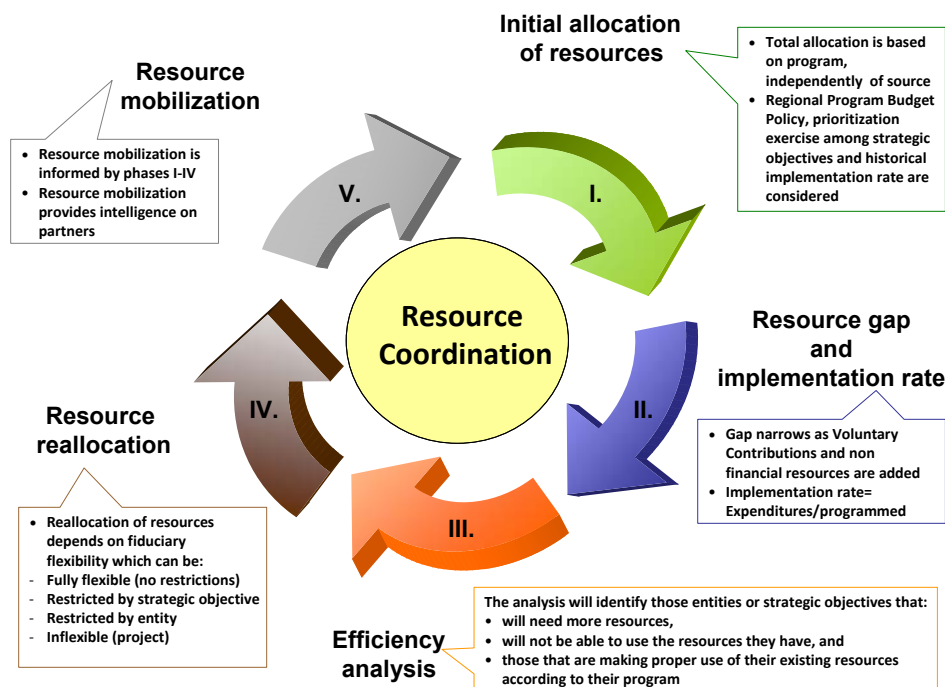 Initial allocation
of resources
• Total allocation is based
on program,
independently of source
• Regional Program Budget
Policy, prioritization
exercise among strategic
objectives and historical
implementation rate are
considered
I.
Resource gap
and
implementation rate
• Gap narrows as Voluntary
Contributions and non
financial resources are added
• Implementation rate=
Expenditures/programmed
II.
Efficiency
analysis
The analysis will identify those entities or strategic objectives that:
• will need more resources,
• will not be able to use the resources they have, and
• those that are making proper use of their existing resources
according to their program
III.
Resource
reallocation
• Reallocation of resources
depends on fiduciary
flexibility which can be:
- Fully flexible (no restrictions)
- Restricted by strategic objective
- Restricted by entity
- Inflexible (project)
IV.
Resource
mobilization
• Resource mobilization is
informed by phases I-IV
• Resource mobilization
provides intelligence on
partners
V.
Resource
Coordination